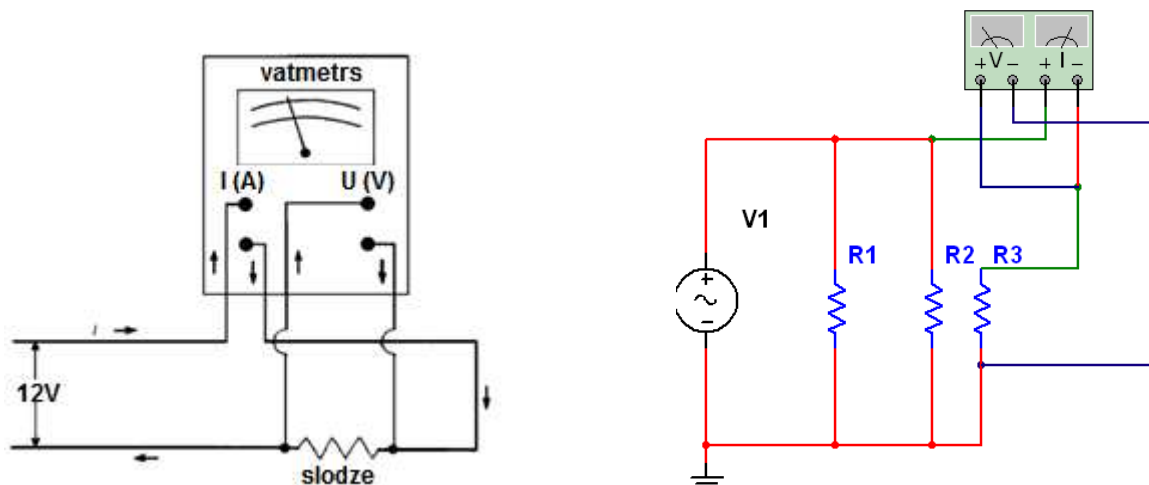 vatmetrs
I (A) U (V)
I
12V
slodze
V I
+ − + −
V1
+
−
R1 R2 R3